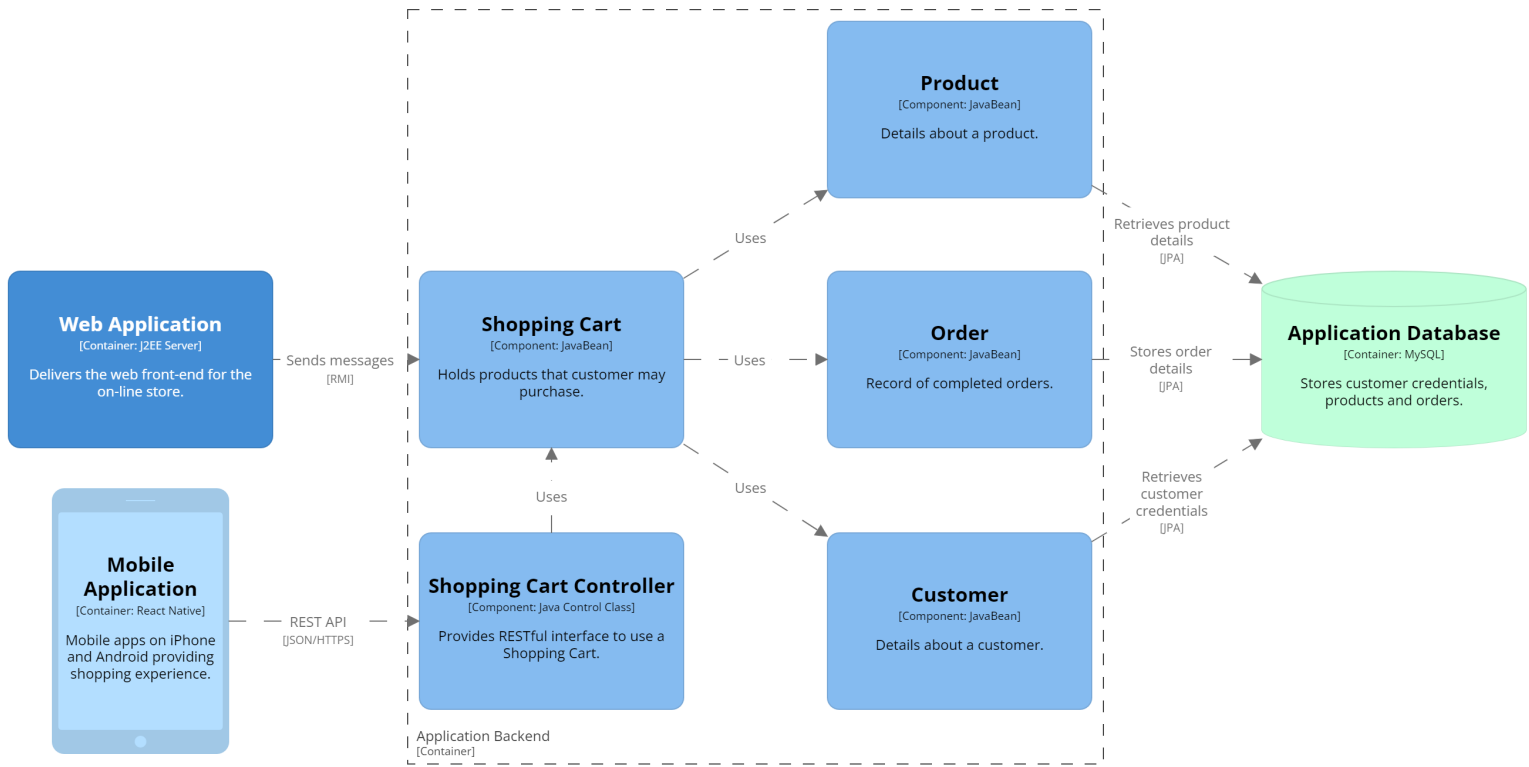 Product
[Component: JavaBean]
Details about a product.
Uses
Retrieves product
details
[JPA]
Web Application
[Container: J2EE Server]
Delivers the web front-end for the
on-line store.
Sends messages
[RMI]
Shopping Cart
[Component: JavaBean]
Holds products that customer may
purchase.
Uses
Order
[Component: JavaBean]
Record of completed orders.
Stores order
details
[JPA]
Application Database
[Container: MySQL]
Stores customer credentials,
products and orders.
Uses
Uses
Retrieves
customer
credentials
[JPA]
Mobile
Application
[Container: React Native]
Mobile apps on iPhone
and Android providing
shopping experience.
REST API
[JSON/HTTPS]
Shopping Cart Controller
[Component: Java Control Class]
Provides RESTful interface to use a
Shopping Cart.
Customer
[Component: JavaBean]
Details about a customer.
Application Backend
[Container]